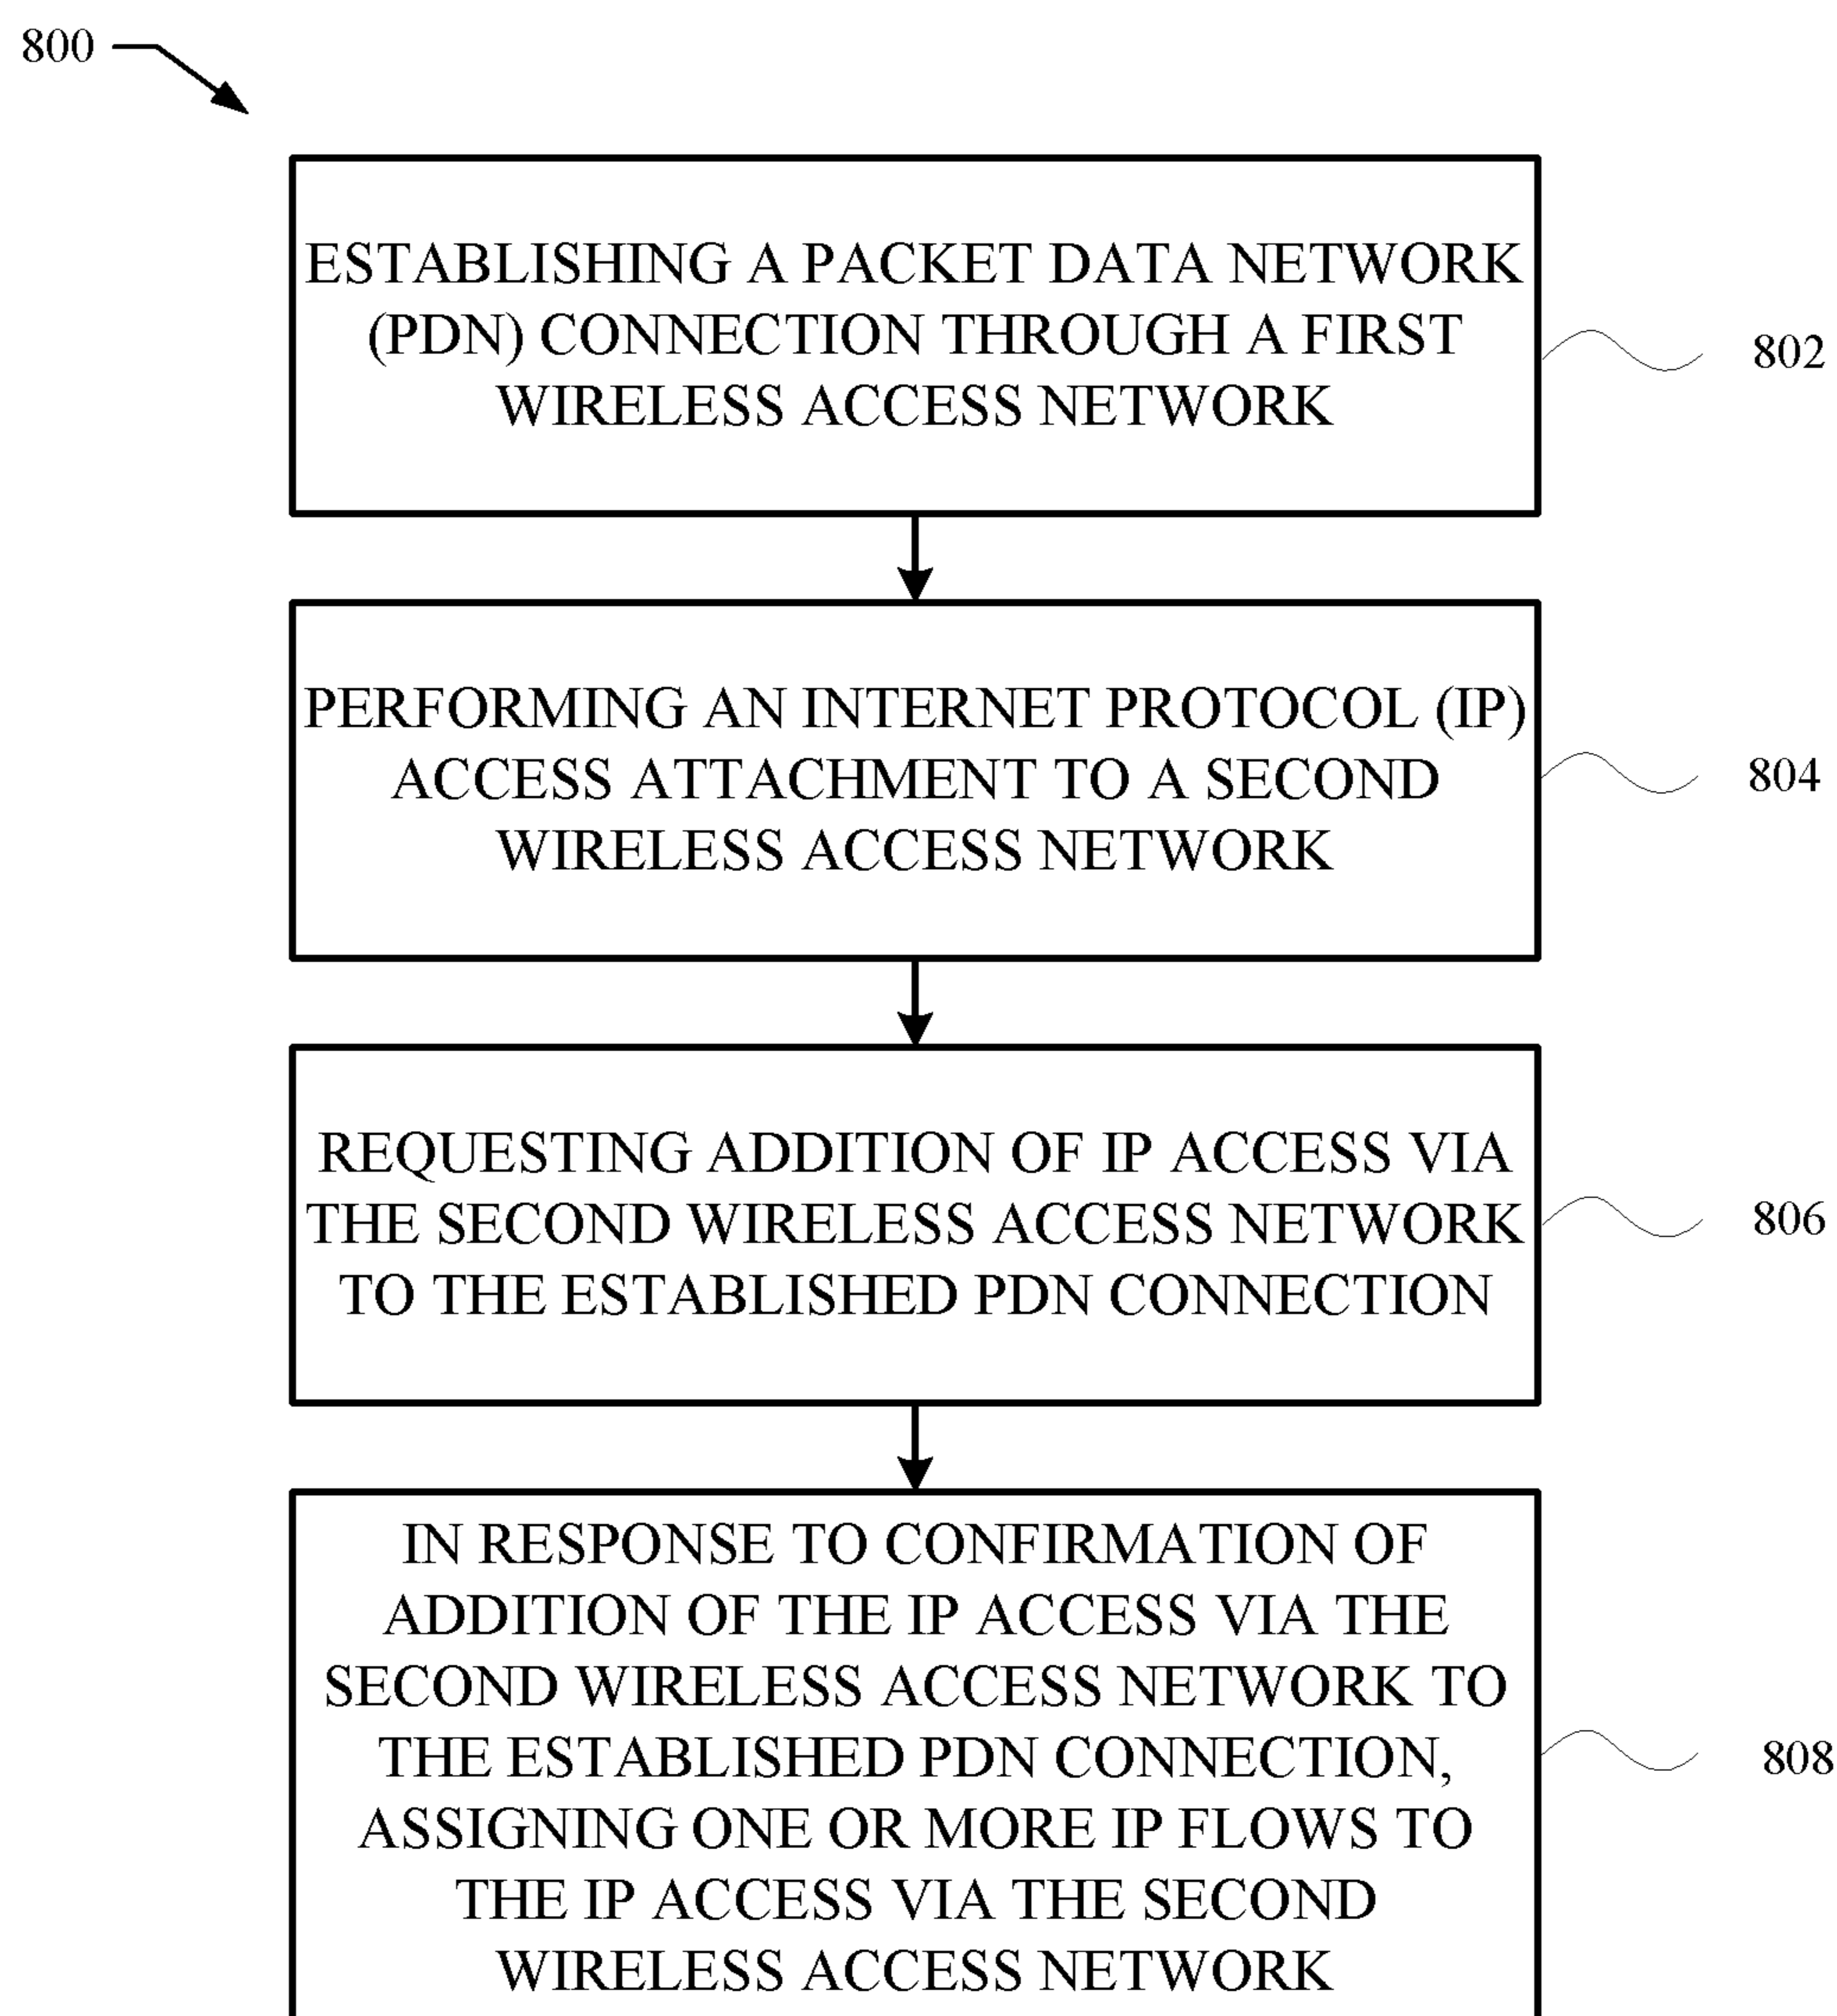 800
ESTABLISHING A PACKET DATA NETWORK
(PDN) CONNECTION THROUGH A FIRST
WIRELESS ACCESS NETWORK
802
PERFORMING AN INTERNET PROTOCOL (IP)
ACCESS ATTACHMENT TO A SECOND
WIRELESS ACCESS NETWORK
804
REQUESTING ADDITION OF IP ACCESS VIA
THE SECOND WIRELESS ACCESS NETWORK
TO THE ESTABLISHED PDN CONNECTION
806
IN RESPONSE TO CONFIRMATION OF
ADDITION OF THE IP ACCESS VIA THE
SECOND WIRELESS ACCESS NETWORK TO
THE ESTABLISHED PDN CONNECTION,
ASSIGNING ONE OR MORE IP FLOWS TO
THE IP ACCESS VIA THE SECOND
WIRELESS ACCESS NETWORK
808